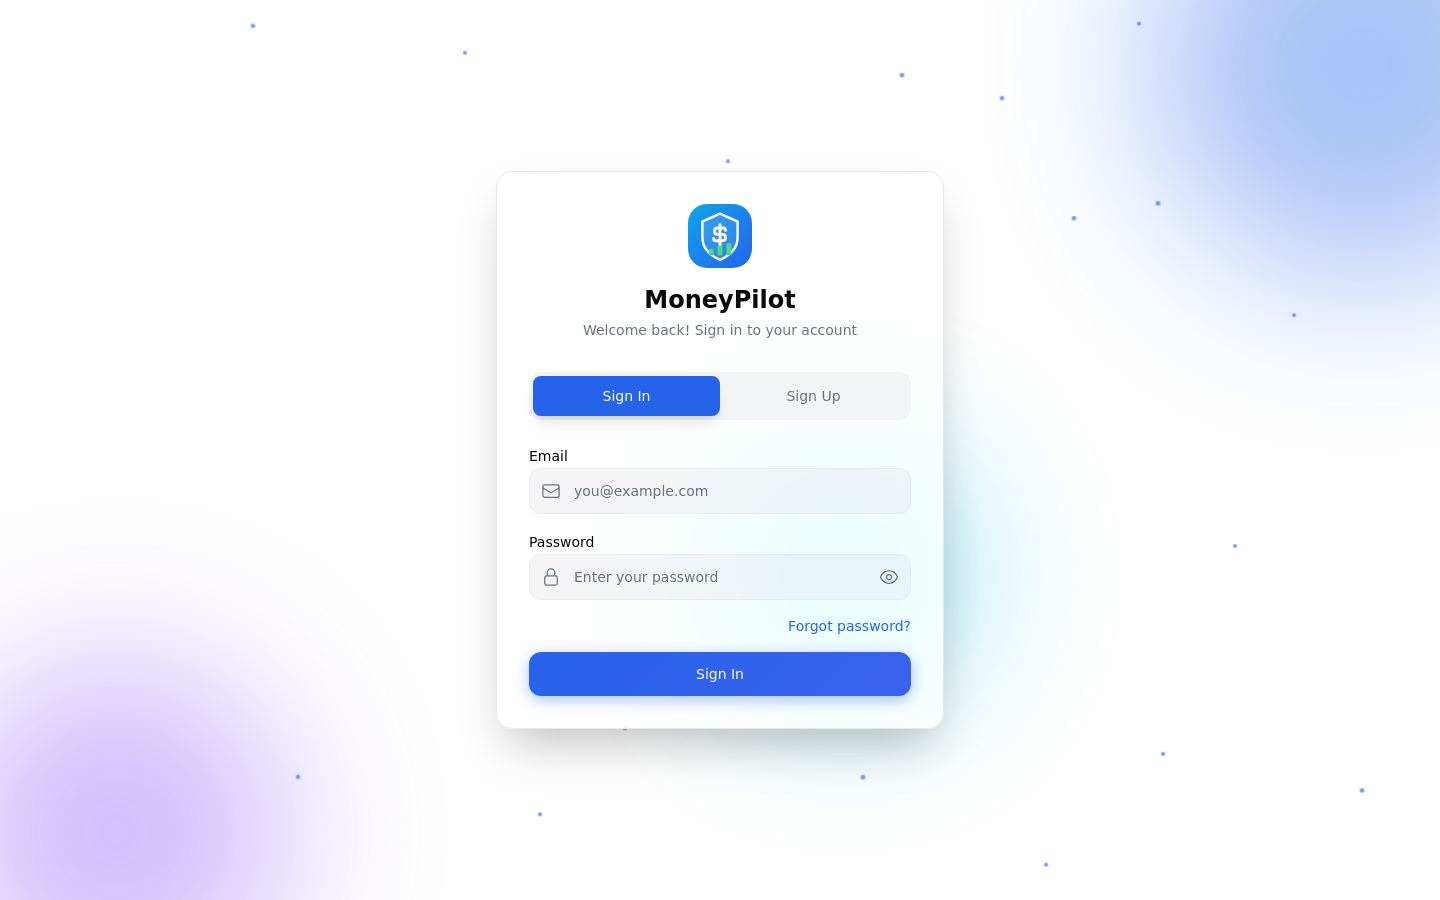 $
MoneyPilot
Welcome back! Sign in to your account
Sign In
Sign Up
Email
you@example.com
Password
Enter your password
Forgot password?
Sign In